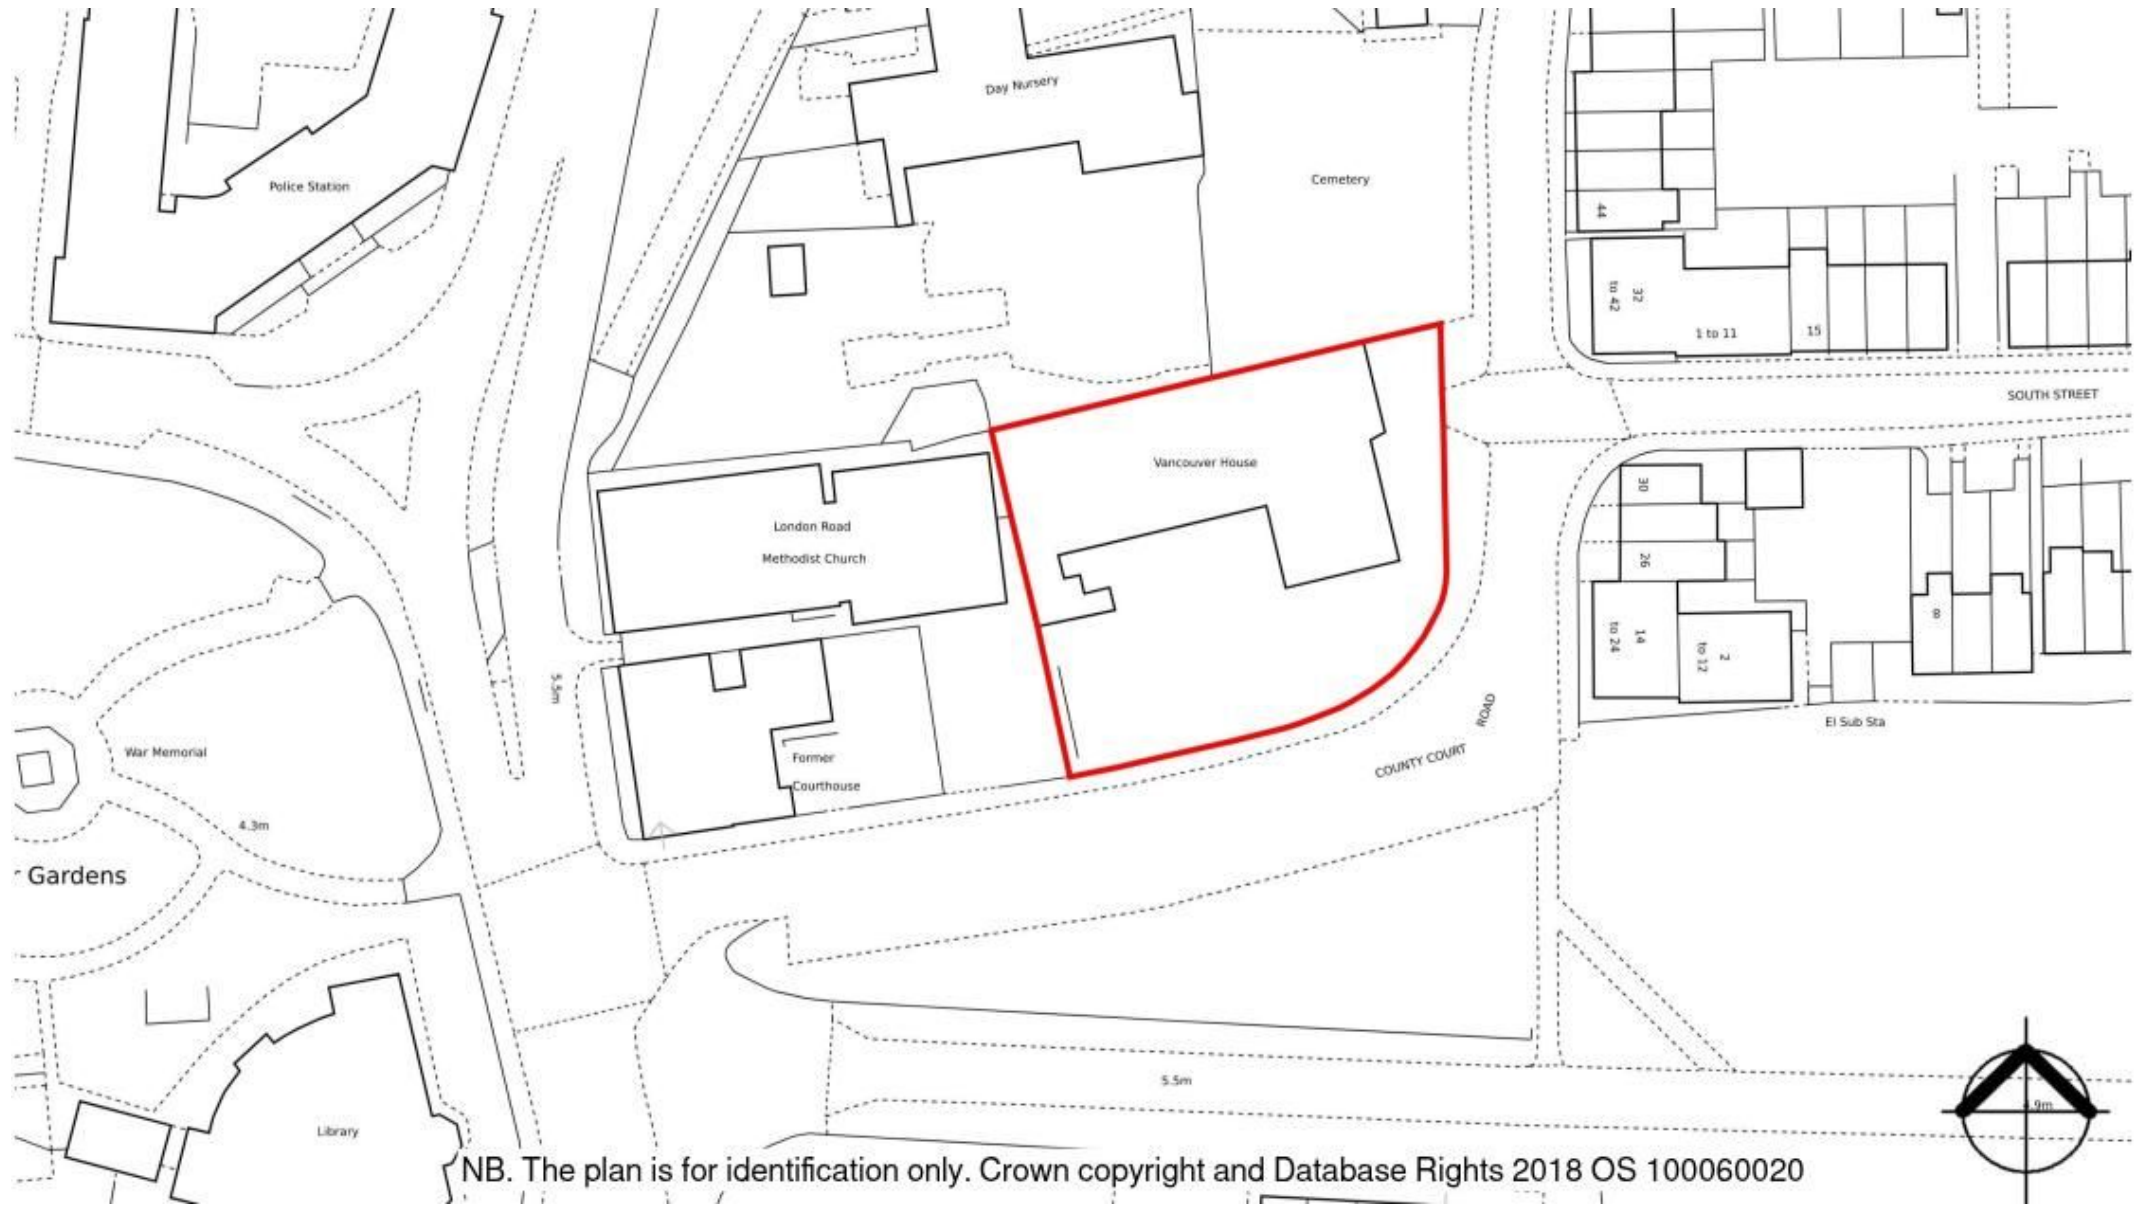 Day Nursery
Police Station
Cemetery
44
32
to 42
1 to 11
15
SOUTH STREET
Vancouver House
30
London Road
Methodist Church
26
8
14
to 24
2
to 12
5.5m
ROAD
El Sub Sta
War Memorial
Former
COUNTY COURT
Courthouse
4.3m
Gardens
5.5m
4.9m
Library
NB. The plan is for identification only. Crown copyright and Database Rights 2018 OS 100060020